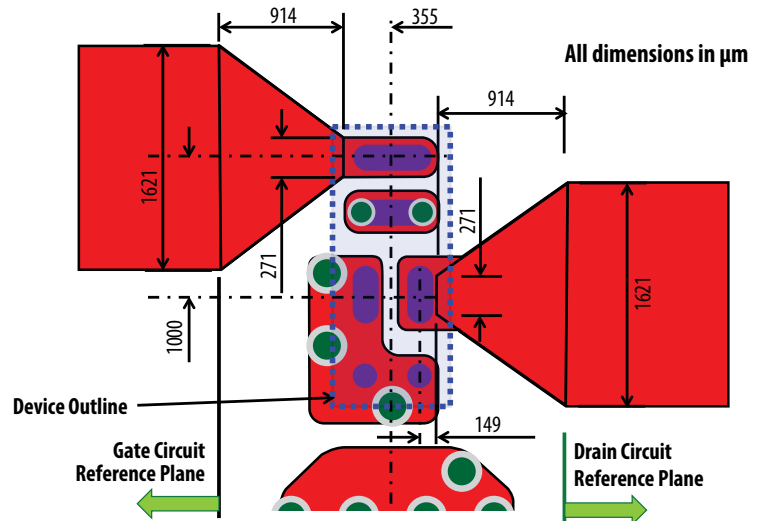 914
355
All dimensions in µm
914
1621
271
271
1621
1000
Device Outline
149
Gate Circuit
Reference Plane
Drain Circuit
Reference Plane